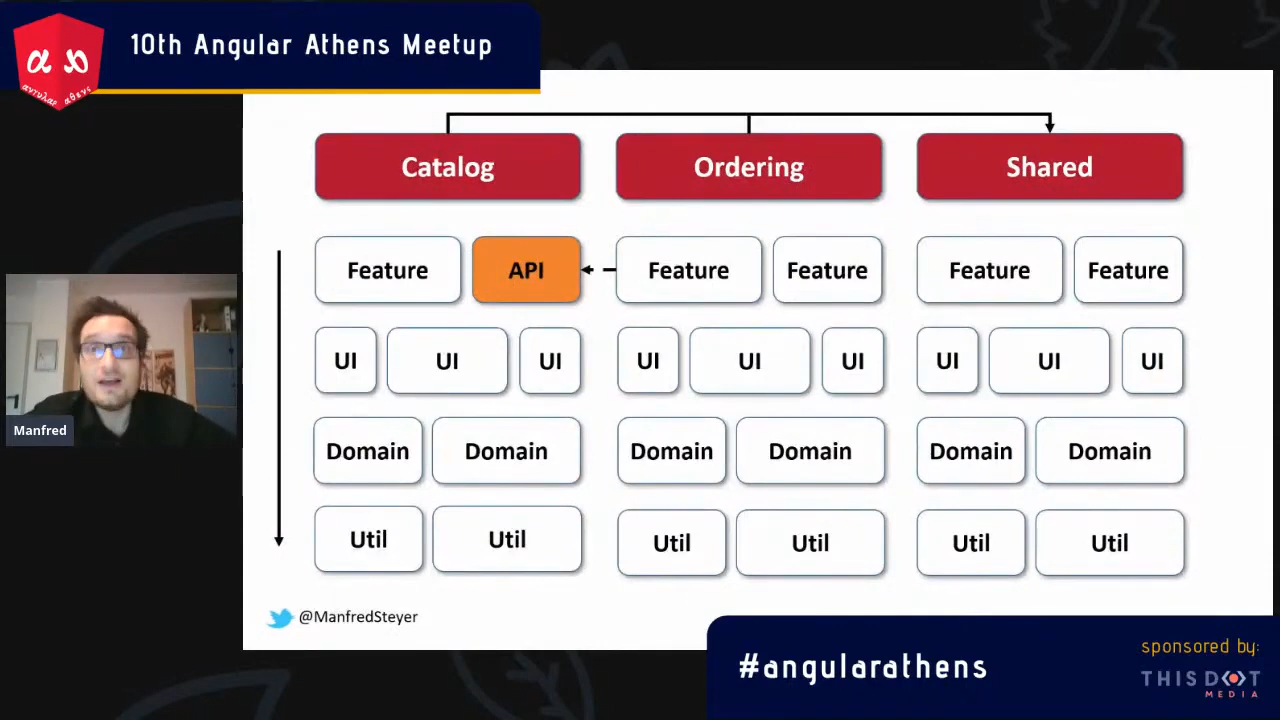 10th Angular Athens Meetup
α ω
αγγυλαρ αθενς
Catalog Ordering Shared
Feature API Feature Feature Feature Feature
UI UI UI UI UI UI UI UI UI
Domain Domain Domain Domain Domain Domain
Util Util Util Util Util Util
Manfred
@ManfredSteyer
#angularathens
sponsored by:
THIS DOT
MEDIA